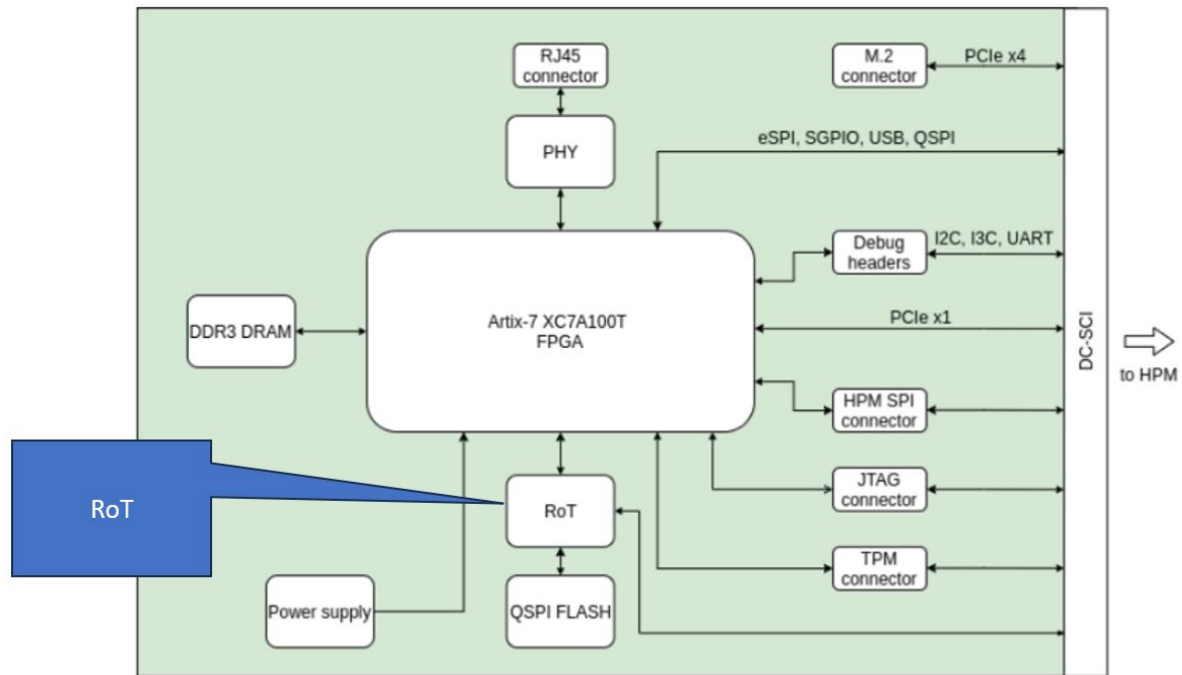 RJ45
connector
M.2
connector
PCIe x4
PHY
eSPI, SGPIO, USB, QSPI
Debug
headers
I2C, I3C, UART
DDR3 DRAM
Artix-7 XC7A100T
FPGA
PCIe x1
DC-SCI
to HPM
HPM SPI
connector
JTAG
connector
RoT
RoT
TPM
connector
Power supply
QSPI FLASH